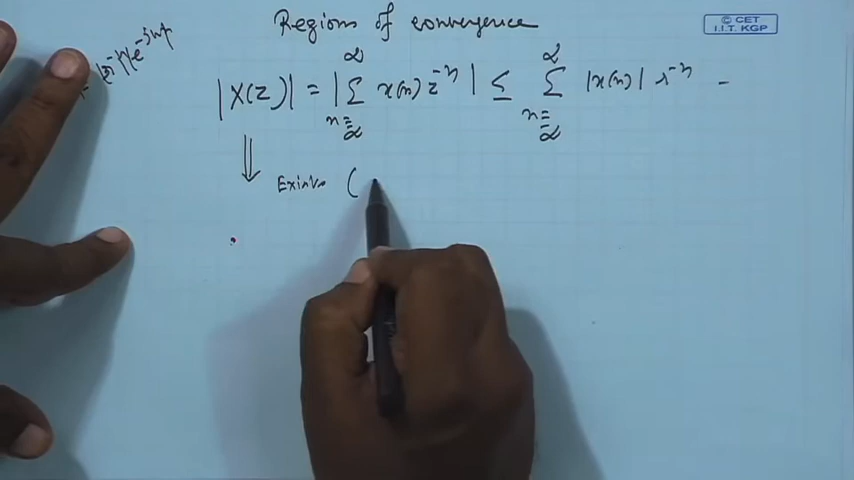 Regions of convergence
© CET
I.I.T. KGP
|X(Z)| = |∑ x(n) z⁻ⁿ| ≤ ∑ |x(n)| r⁻ⁿ -
n=-∞ ∞ n=-∞ ∞
⇓ Exists (